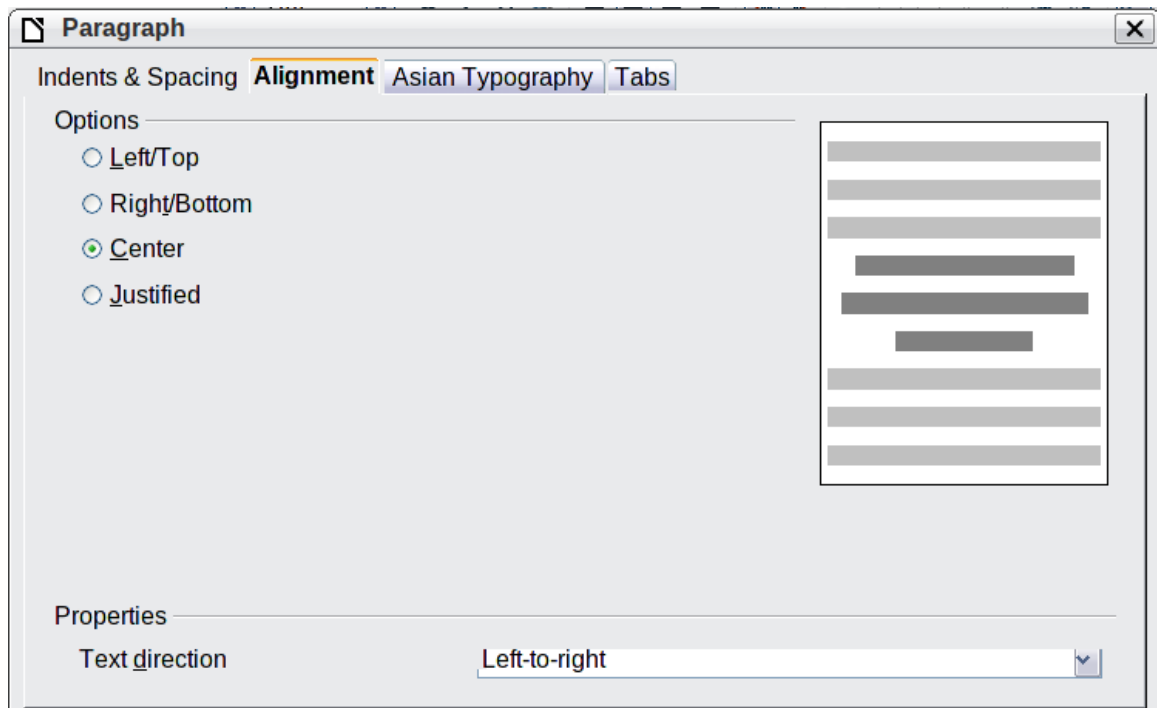 Paragraph
Indents & Spacing Alignment Asian Typography Tabs
Options
Left/Top
Right/Bottom
Center
Justified
Properties
Text direction Left-to-right